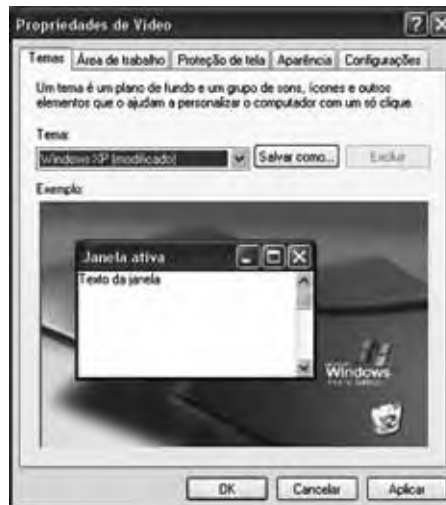 Propriedades de Vídeo
Temas Área de trabalho Proteção de tela Aparência Configurações
Um tema é um plano de fundo e um grupo de sons, ícones e outros
elementos que o ajudam a personalizar o computador com um só clique.
Tema:
Windows XP (modificado) Salvar como... Excluir
Exemplo:
Janela ativa
Texto da janela
Windows
OK Cancelar Aplicar